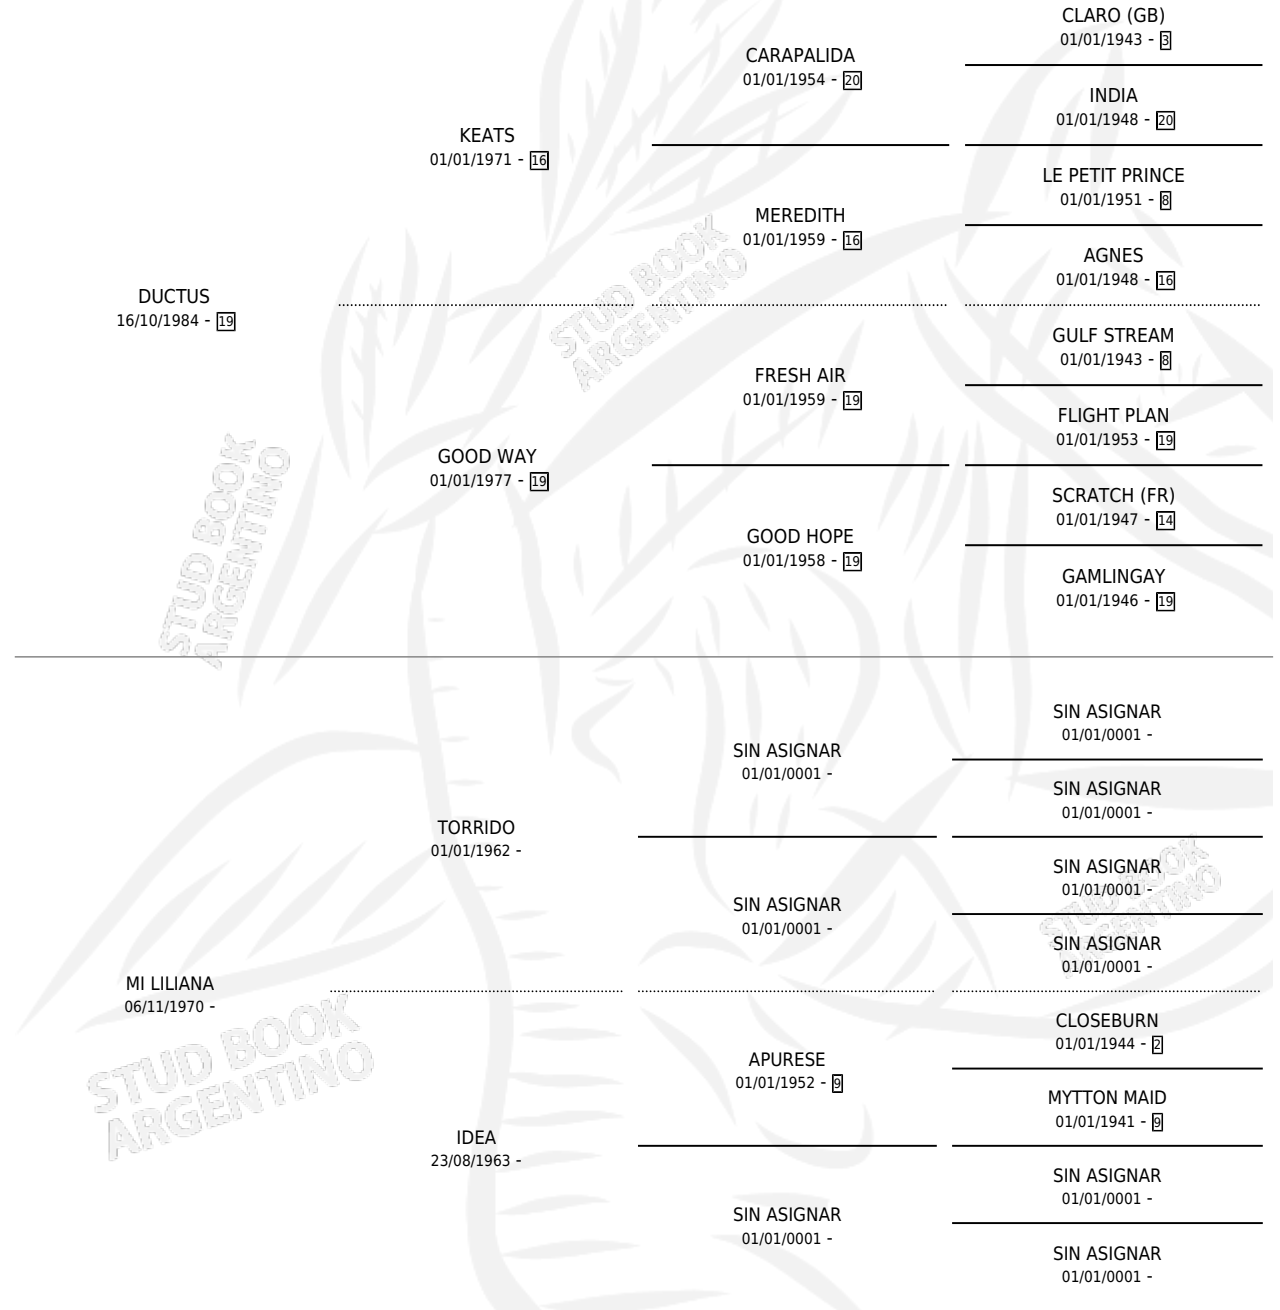 CLARO (GB)
01/01/1943 - 3
CARAPALIDA
01/01/1954 - 20
INDIA
01/01/1948 - 20
KEATS
01/01/1971 - 16
LE PETIT PRINCE
01/01/1951 - 8
MEREDITH
01/01/1959 - 16
AGNES
01/01/1948 - 16
DUCTUS
16/10/1984 - 19
GULF STREAM
01/01/1943 - 8
FRESH AIR
01/01/1959 - 19
FLIGHT PLAN
01/01/1953 - 19
GOOD WAY
01/01/1977 - 19
SCRATCH (FR)
01/01/1947 - 14
GOOD HOPE
01/01/1958 - 19
GAMLINGAY
01/01/1946 - 19
STUD BOOK
ARGENTINO
STUD BOOK
ARGENTINO
SIN ASIGNAR
01/01/0001 -
SIN ASIGNAR
01/01/0001 -
SIN ASIGNAR
01/01/0001 -
TORRIDO
01/01/1962 -
SIN ASIGNAR
01/01/0001 -
SIN ASIGNAR
01/01/0001 -
SIN ASIGNAR
01/01/0001 -
MI LILIANA
06/11/1970 -
CLOSEBURN
01/01/1944 - 2
APURESE
01/01/1952 - 9
MYTTON MAID
01/01/1941 - 9
IDEA
23/08/1963 -
SIN ASIGNAR
01/01/0001 -
SIN ASIGNAR
01/01/0001 -
SIN ASIGNAR
01/01/0001 -
STUD BOOK
ARGENTINO
STUD BOOK
ARGENTINO